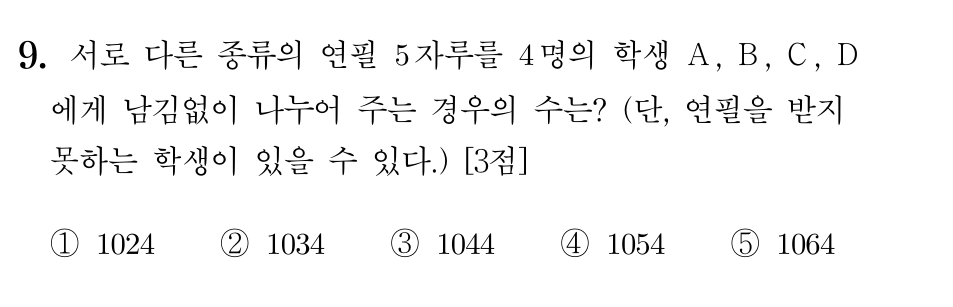 9. 서로 다른 종류의 연필 5자루를 4명의 학생 A, B, C, D
에게 남김없이 나누어 주는 경우의 수는? (단, 연필을 받지
못하는 학생이 있을 수 있다.) [3점]
① 1024 ② 1034 ③ 1044 ④ 1054 ⑤ 1064